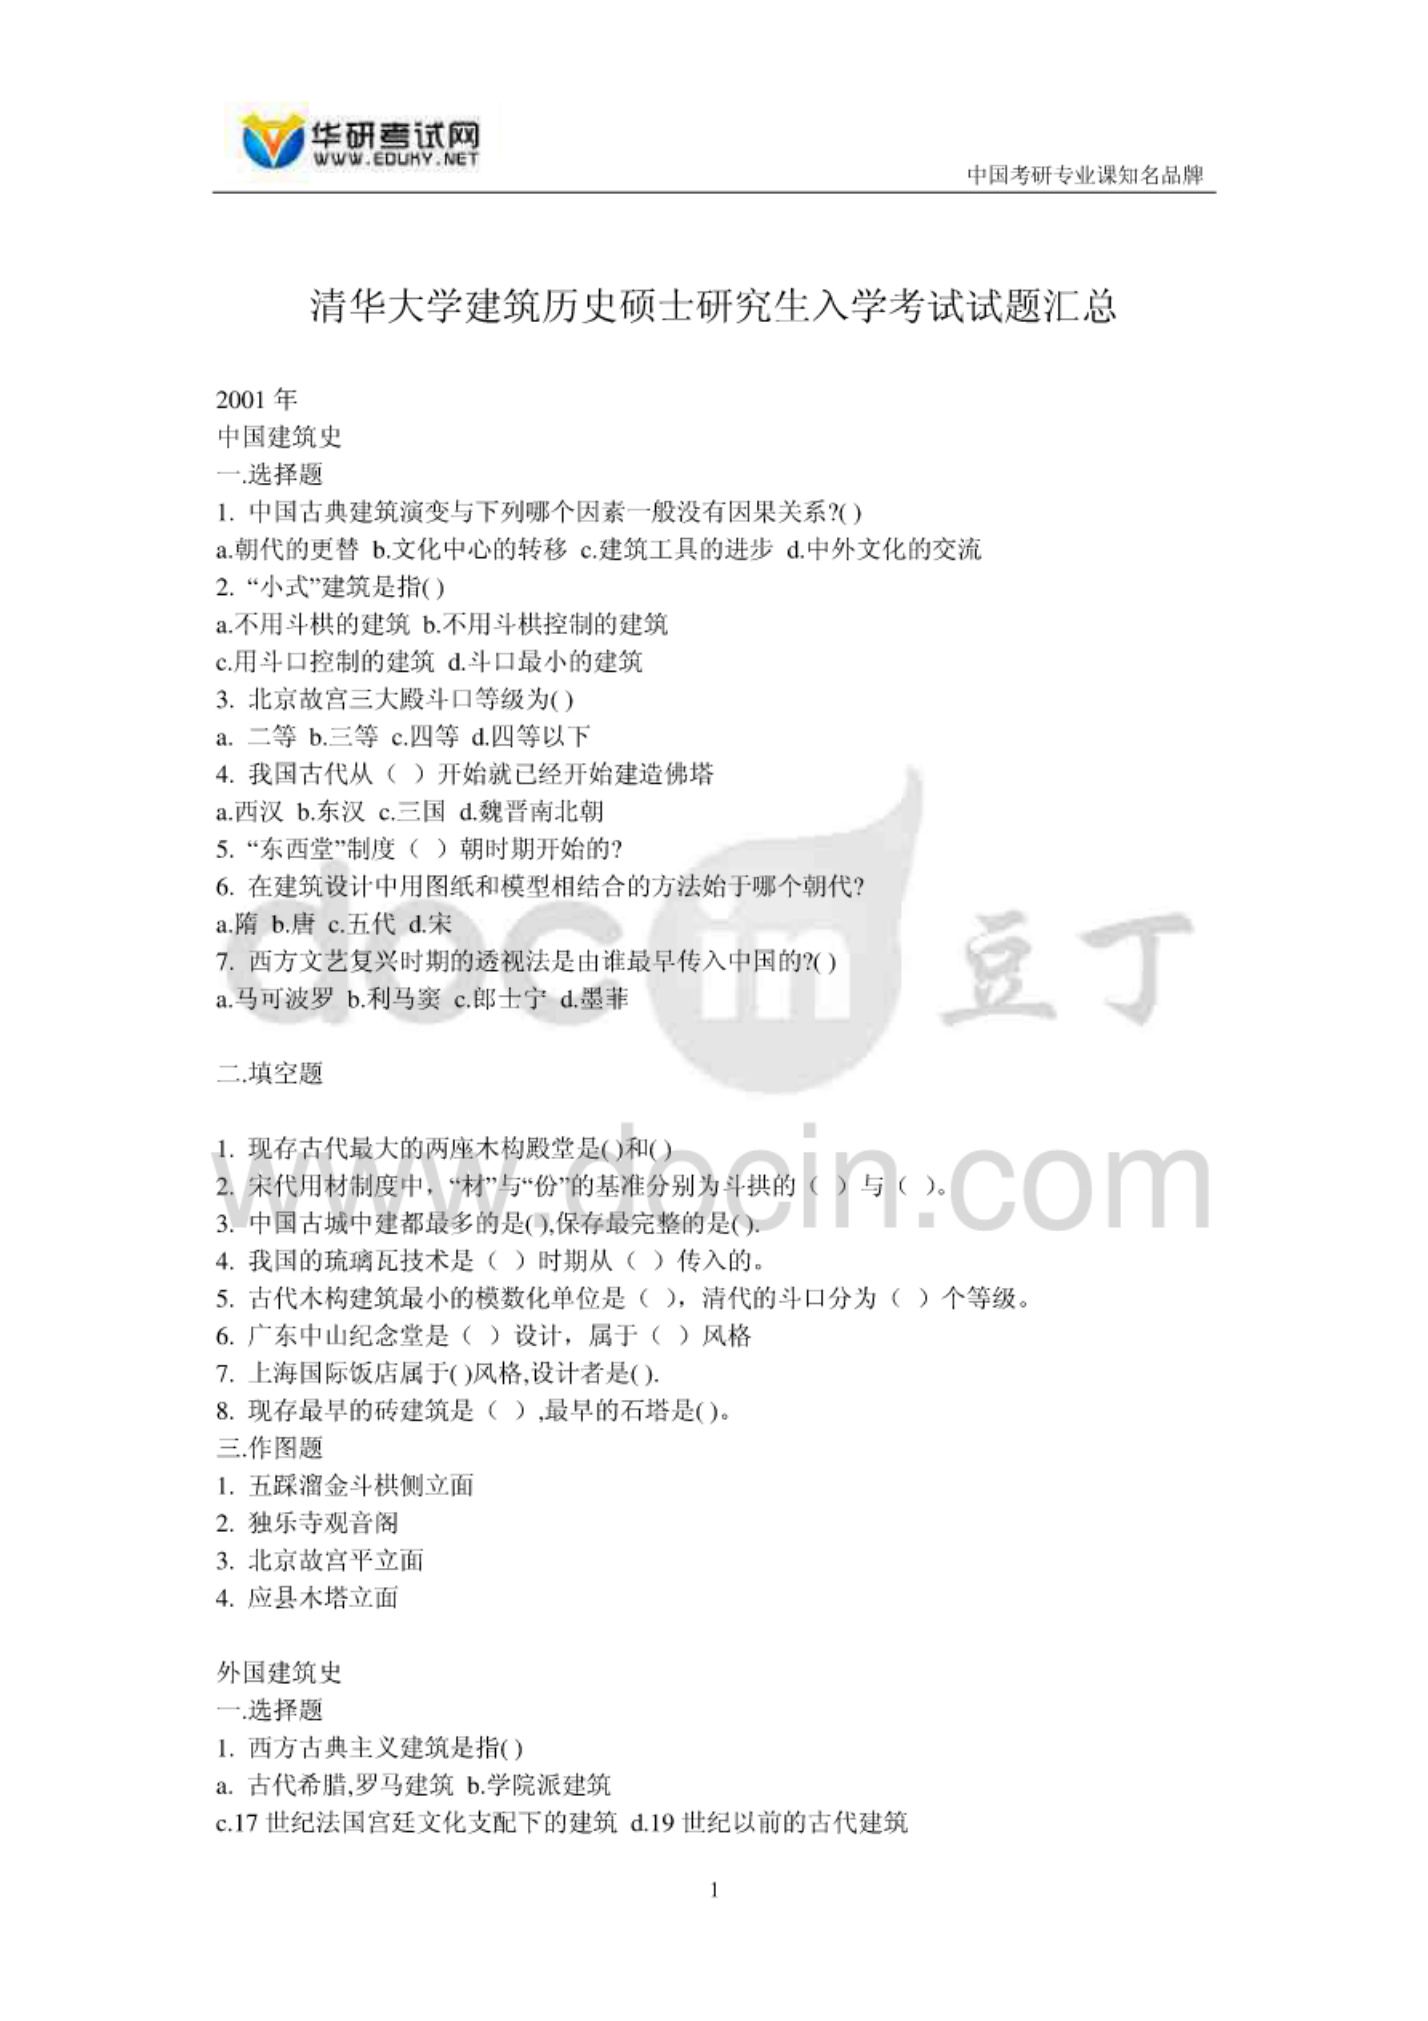 华研考试网
WWW.EDUKY.NET
中国考研专业课知名品牌
清华大学建筑历史硕士研究生入学考试试题汇总
2001 年
中国建筑史
一.选择题
1. 中国古典建筑演变与下列哪个因素一般没有因果关系?( )
a.朝代的更替 b.文化中心的转移 c.建筑工具的进步 d.中外文化的交流
2. “小式”建筑是指( )
a.不用斗栱的建筑 b.不用斗栱控制的建筑
c.用斗口控制的建筑 d.斗口最小的建筑
3. 北京故宫三大殿斗口等级为( )
a. 二等 b.三等 c.四等 d.四等以下
4. 我国古代从（ ）开始就已经开始建造佛塔
a.西汉 b.东汉 c.三国 d.魏晋南北朝
5. “东西堂”制度（ ）朝时期开始的?
6. 在建筑设计中用图纸和模型相结合的方法始于哪个朝代?
a.隋 b.唐 c.五代 d.宋
7. 西方文艺复兴时期的透视法是由谁最早传入中国的?( )
a.马可波罗 b.利马窦 c.郎士宁 d.墨菲
docin 豆丁
二.填空题
www.docin.com
1. 现存古代最大的两座木构殿堂是( )和( )
2. 宋代用材制度中，“材”与“份”的基准分别为斗拱的（ ）与（ ）。
3. 中国古城中建都最多的是( ),保存最完整的是( ).
4. 我国的琉璃瓦技术是（ ）时期从（ ）传入的。
5. 古代木构建筑最小的模数化单位是（ ），清代的斗口分为（ ）个等级。
6. 广东中山纪念堂是（ ）设计，属于（ ）风格
7. 上海国际饭店属于( )风格,设计者是( ).
8. 现存最早的砖建筑是（ ）,最早的石塔是( )。
三.作图题
1. 五踩溜金斗栱侧立面
2. 独乐寺观音阁
3. 北京故宫平立面
4. 应县木塔立面
外国建筑史
一.选择题
1. 西方古典主义建筑是指( )
a. 古代希腊,罗马建筑 b.学院派建筑
c.17 世纪法国宫廷文化支配下的建筑 d.19 世纪以前的古代建筑
1